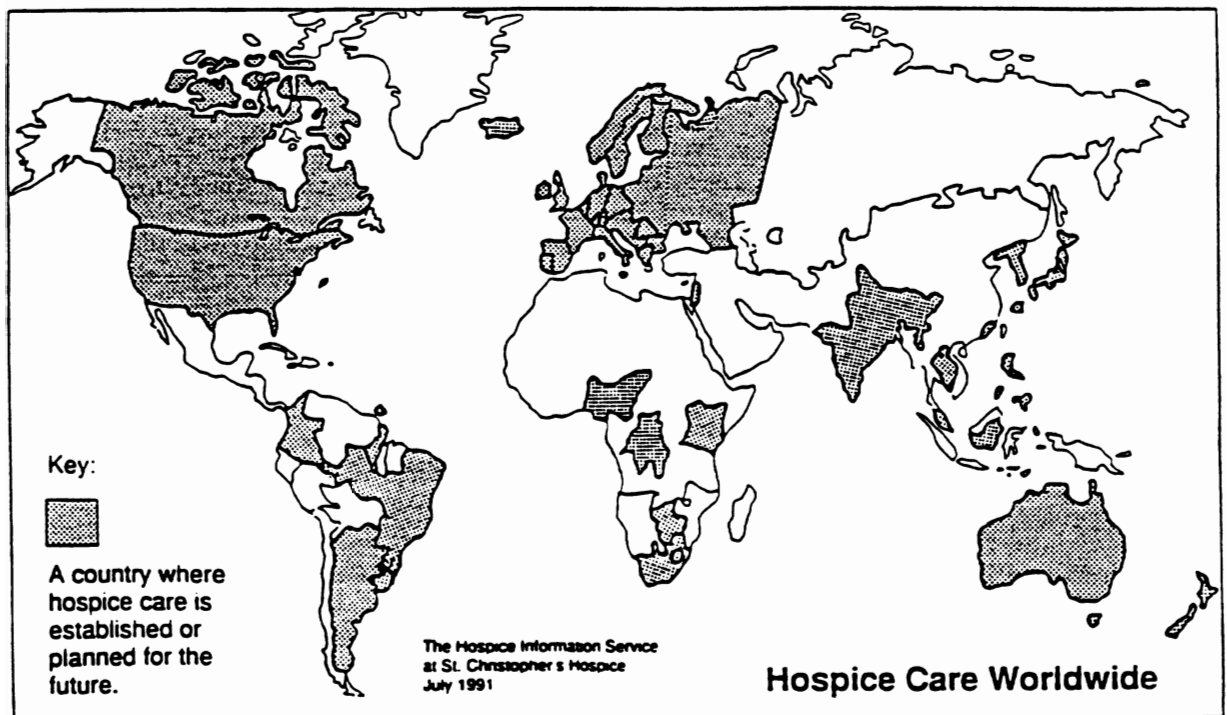 Key:
A country where
hospice care is
established or
planned for the
future.
The Hospice Information Service
at St. Christopher s Hospice
July 1991
Hospice Care Worldwide